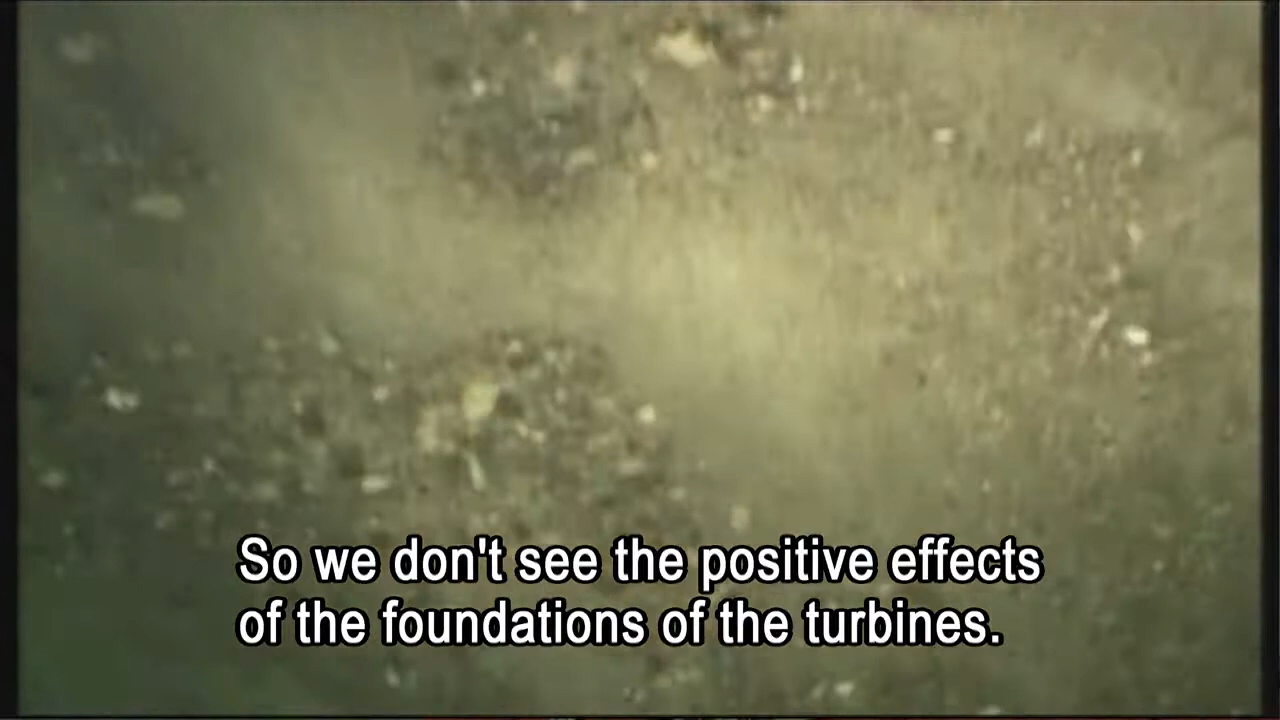 So we don't see the positive effects
of the foundations of the turbines.